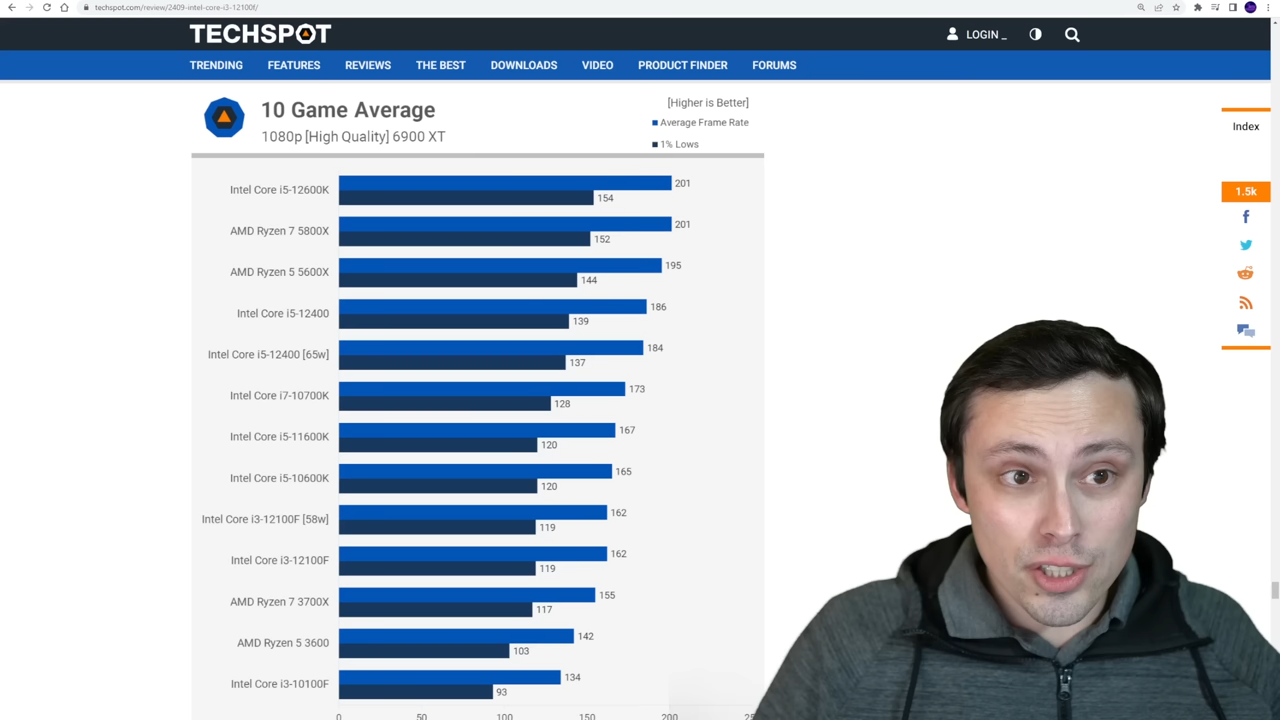 techspot.com/review/2409-intel-core-i3-12100f/
TECHSPOT
LOGIN _
TRENDING FEATURES REVIEWS THE BEST DOWNLOADS VIDEO PRODUCT FINDER FORUMS
10 Game Average
1080p [High Quality] 6900 XT
[Higher is Better]
Average Frame Rate
1% Lows
Index
1.5k
Intel Core i5-12600K 201
154
AMD Ryzen 7 5800X 201
152
AMD Ryzen 5 5600X 195
144
Intel Core i5-12400 186
139
Intel Core i5-12400 [65w] 184
137
Intel Core i7-10700K 173
128
Intel Core i5-11600K 167
120
Intel Core i5-10600K 165
120
Intel Core i3-12100F [58w] 162
119
Intel Core i3-12100F 162
119
AMD Ryzen 7 3700X 155
117
AMD Ryzen 5 3600 142
103
Intel Core i3-10100F 134
93
0 50 100 150 200